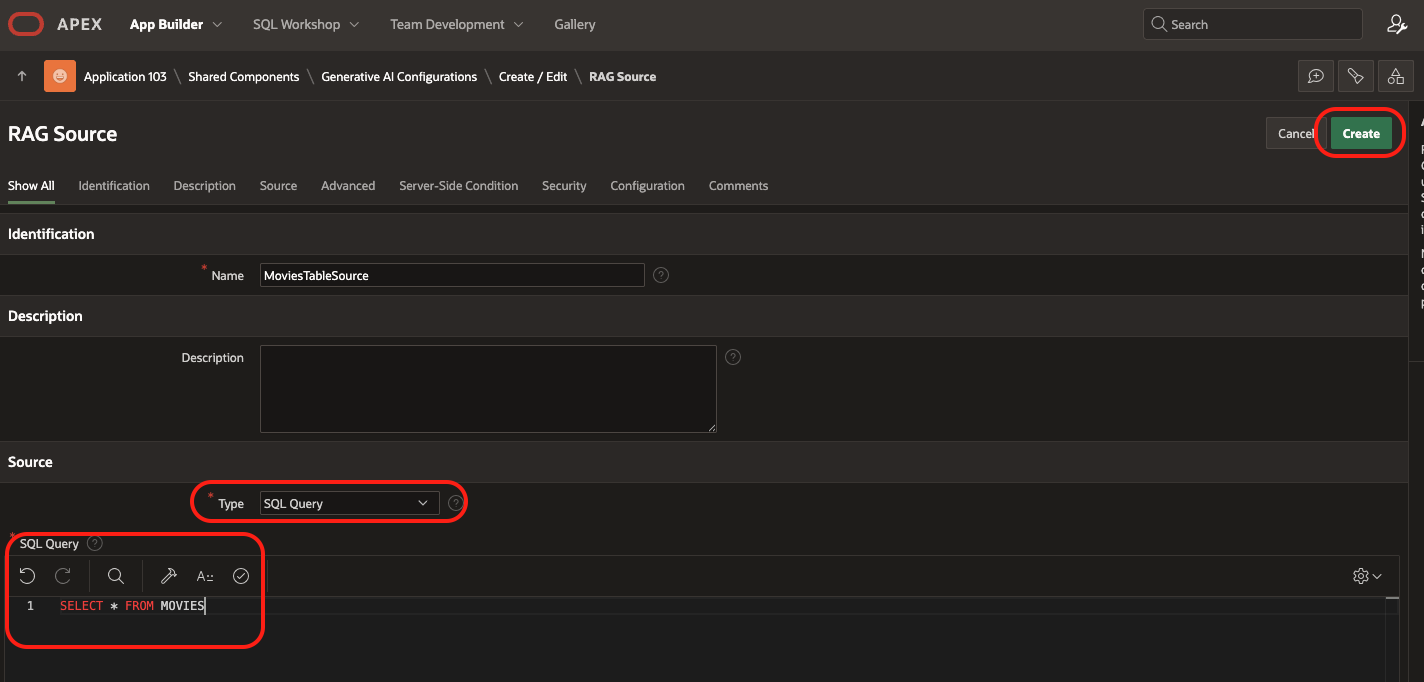 APEX App Builder SQL Workshop Team Development Gallery Search
Application 103 \ Shared Components \ Generative AI Configurations \ Create / Edit \ RAG Source
RAG Source
Cancel Create
Show All Identification Description Source Advanced Server-Side Condition Security Configuration Comments
Identification
* Name MoviesTableSource ?
Description
Description ?
Source
* Type SQL Query ?
* SQL Query ?
1 SELECT * FROM MOVIES